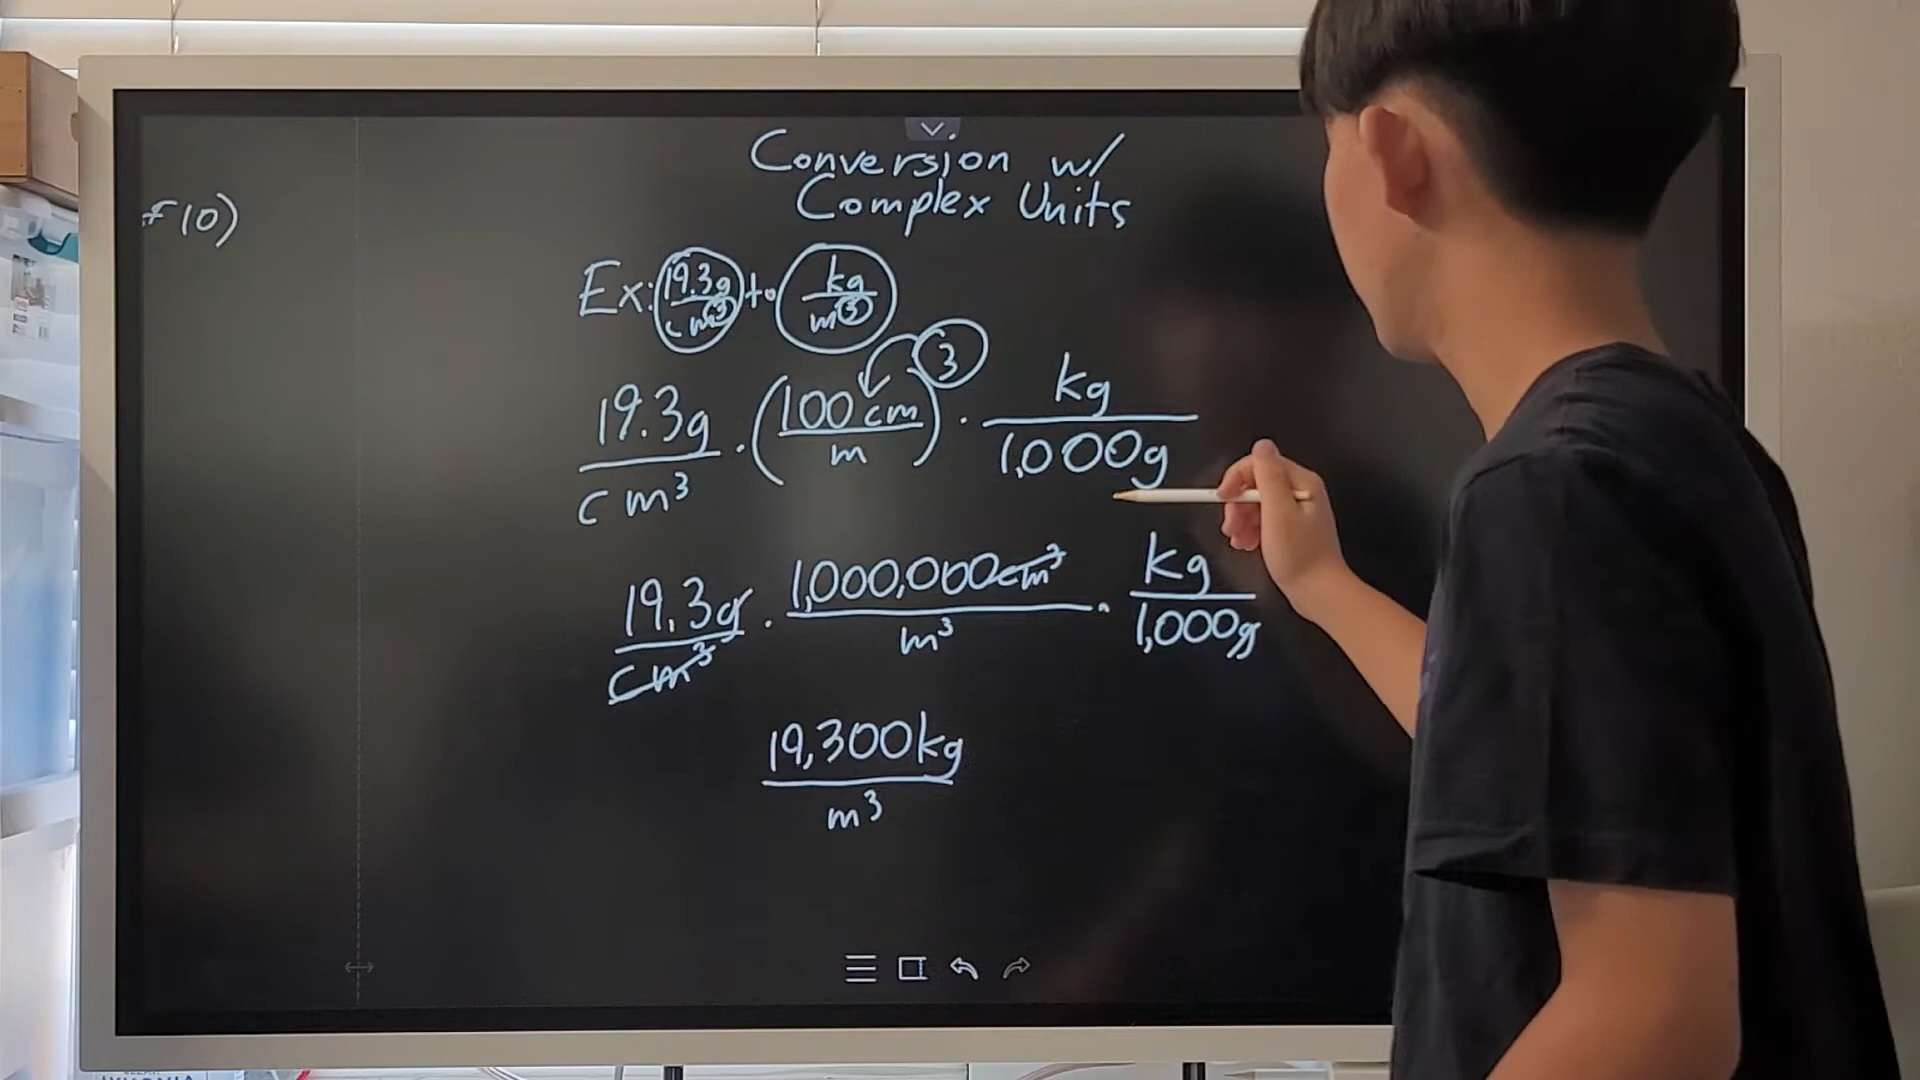 Conversion w/
Complex Units
F(10)
Ex: 19.3g/cm³ to kg/m³
19.3g/cm³ · (100cm/m)³ · kg/1,000g
19.3g/cm³ · 1,000,000cm³/m³ · kg/1,000g
19,300kg/m³